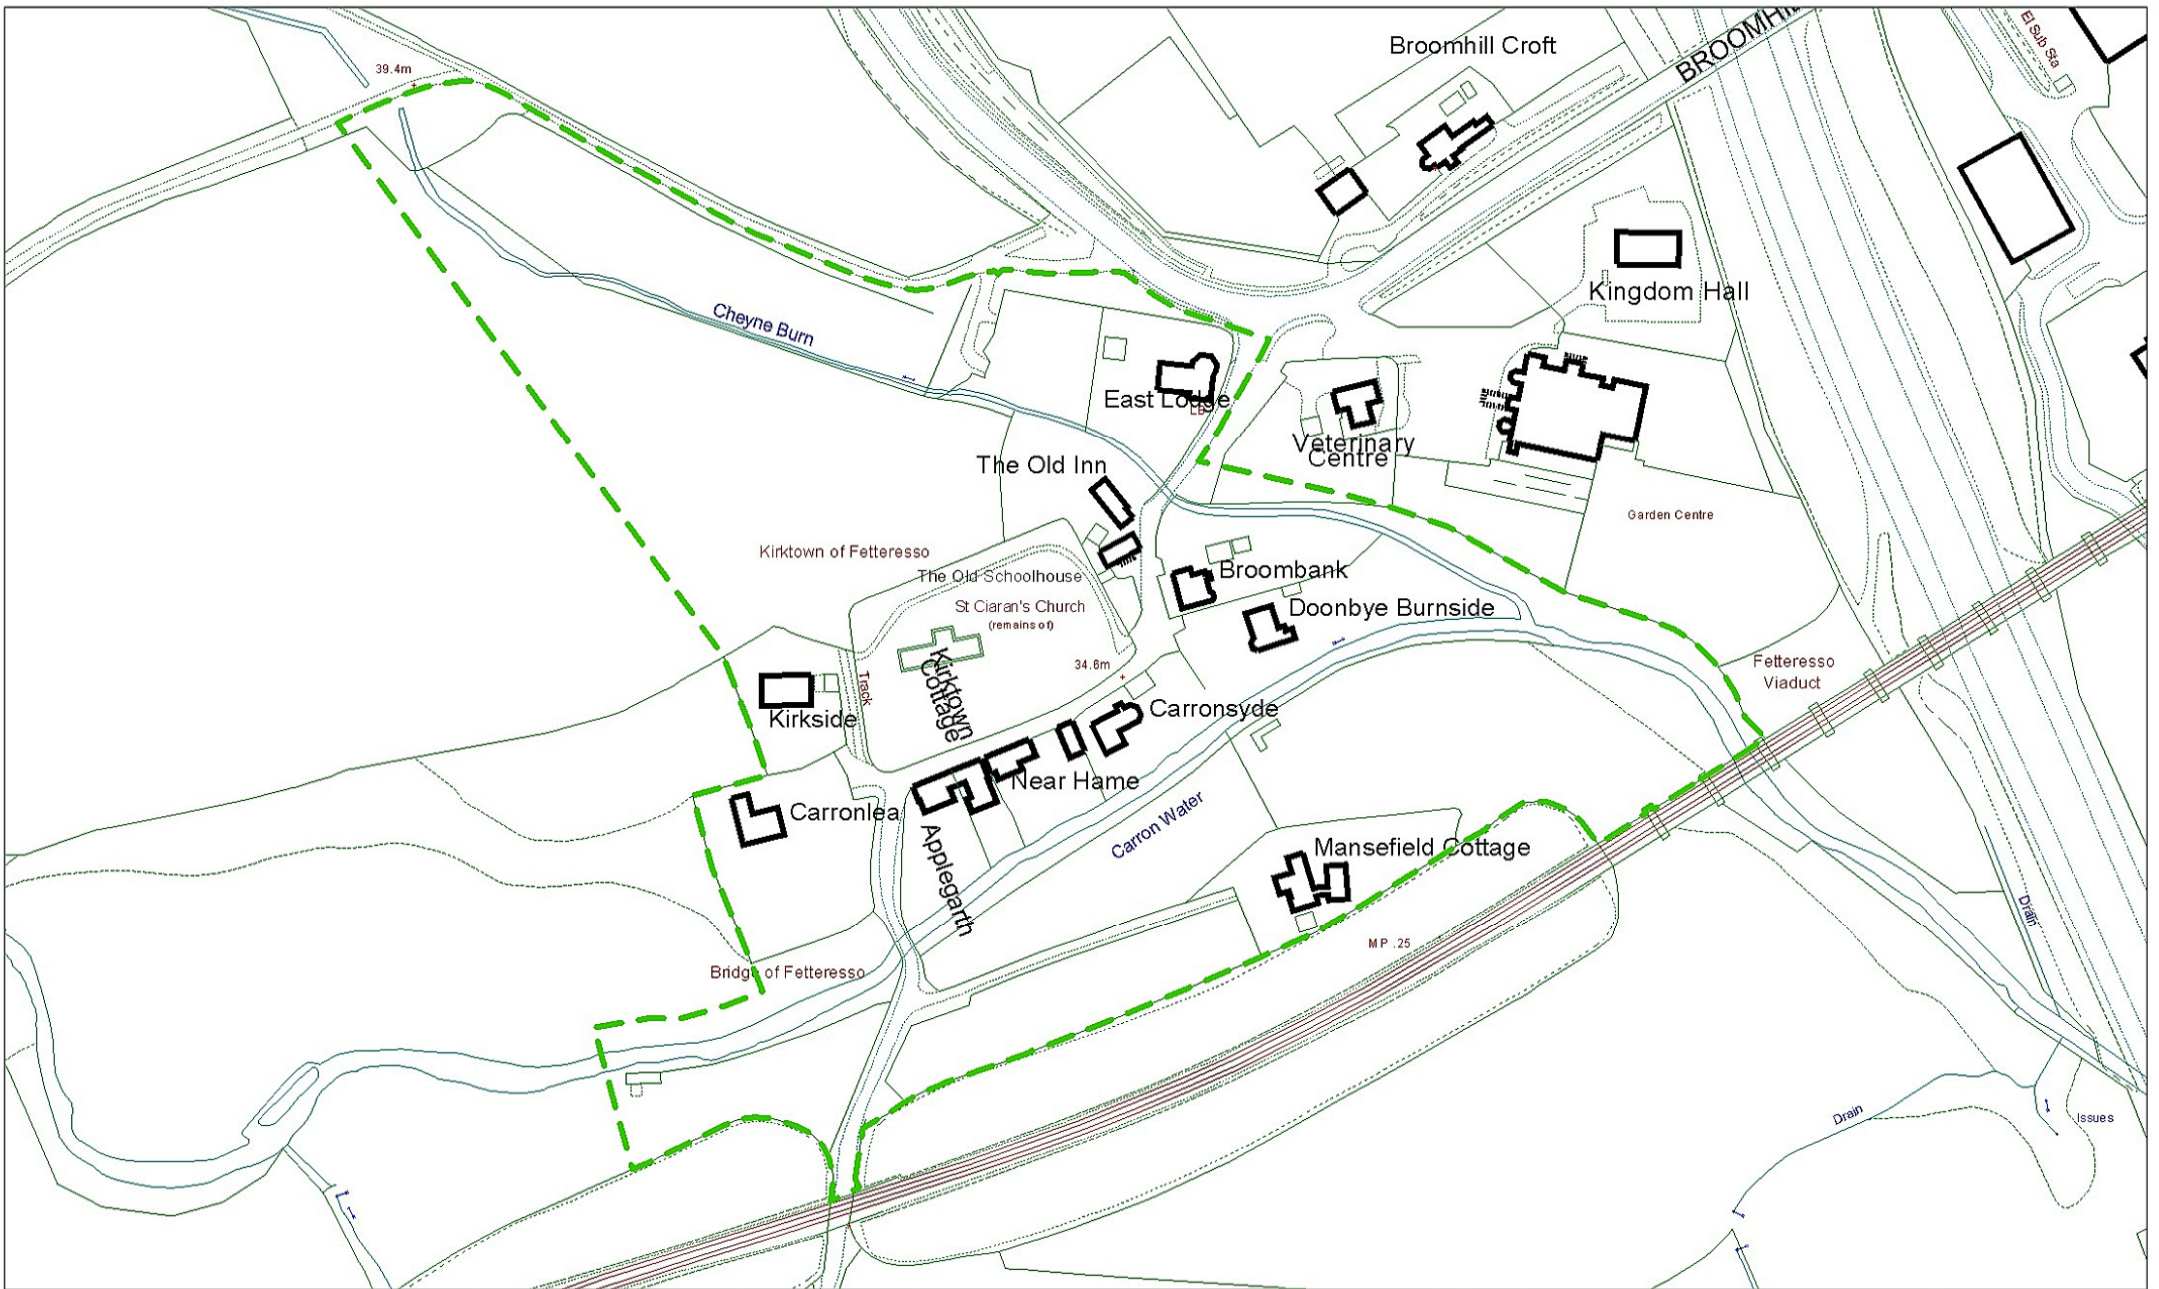 Broomhill Croft
El Sub Sta
39.4m
Kingdom Hall
Cheyne Burn
East Lodge
LB
Veterinary
Centre
The Old Inn
Garden Centre
Kirktown of Fetteresso
The Old Schoolhouse
Broombank
St Ciaran's Church
(remains of)
Doonbye Burnside
34.6m
Fetteresso
Viaduct
Track
Kirktown
Cottage
Kirkside
Carronsyde
Near Hame
Carronlea
Carron Water
Applegarth
Mansefield Cottage
MP .25
Bridge of Fetteresso
Drain
Drain
Issues